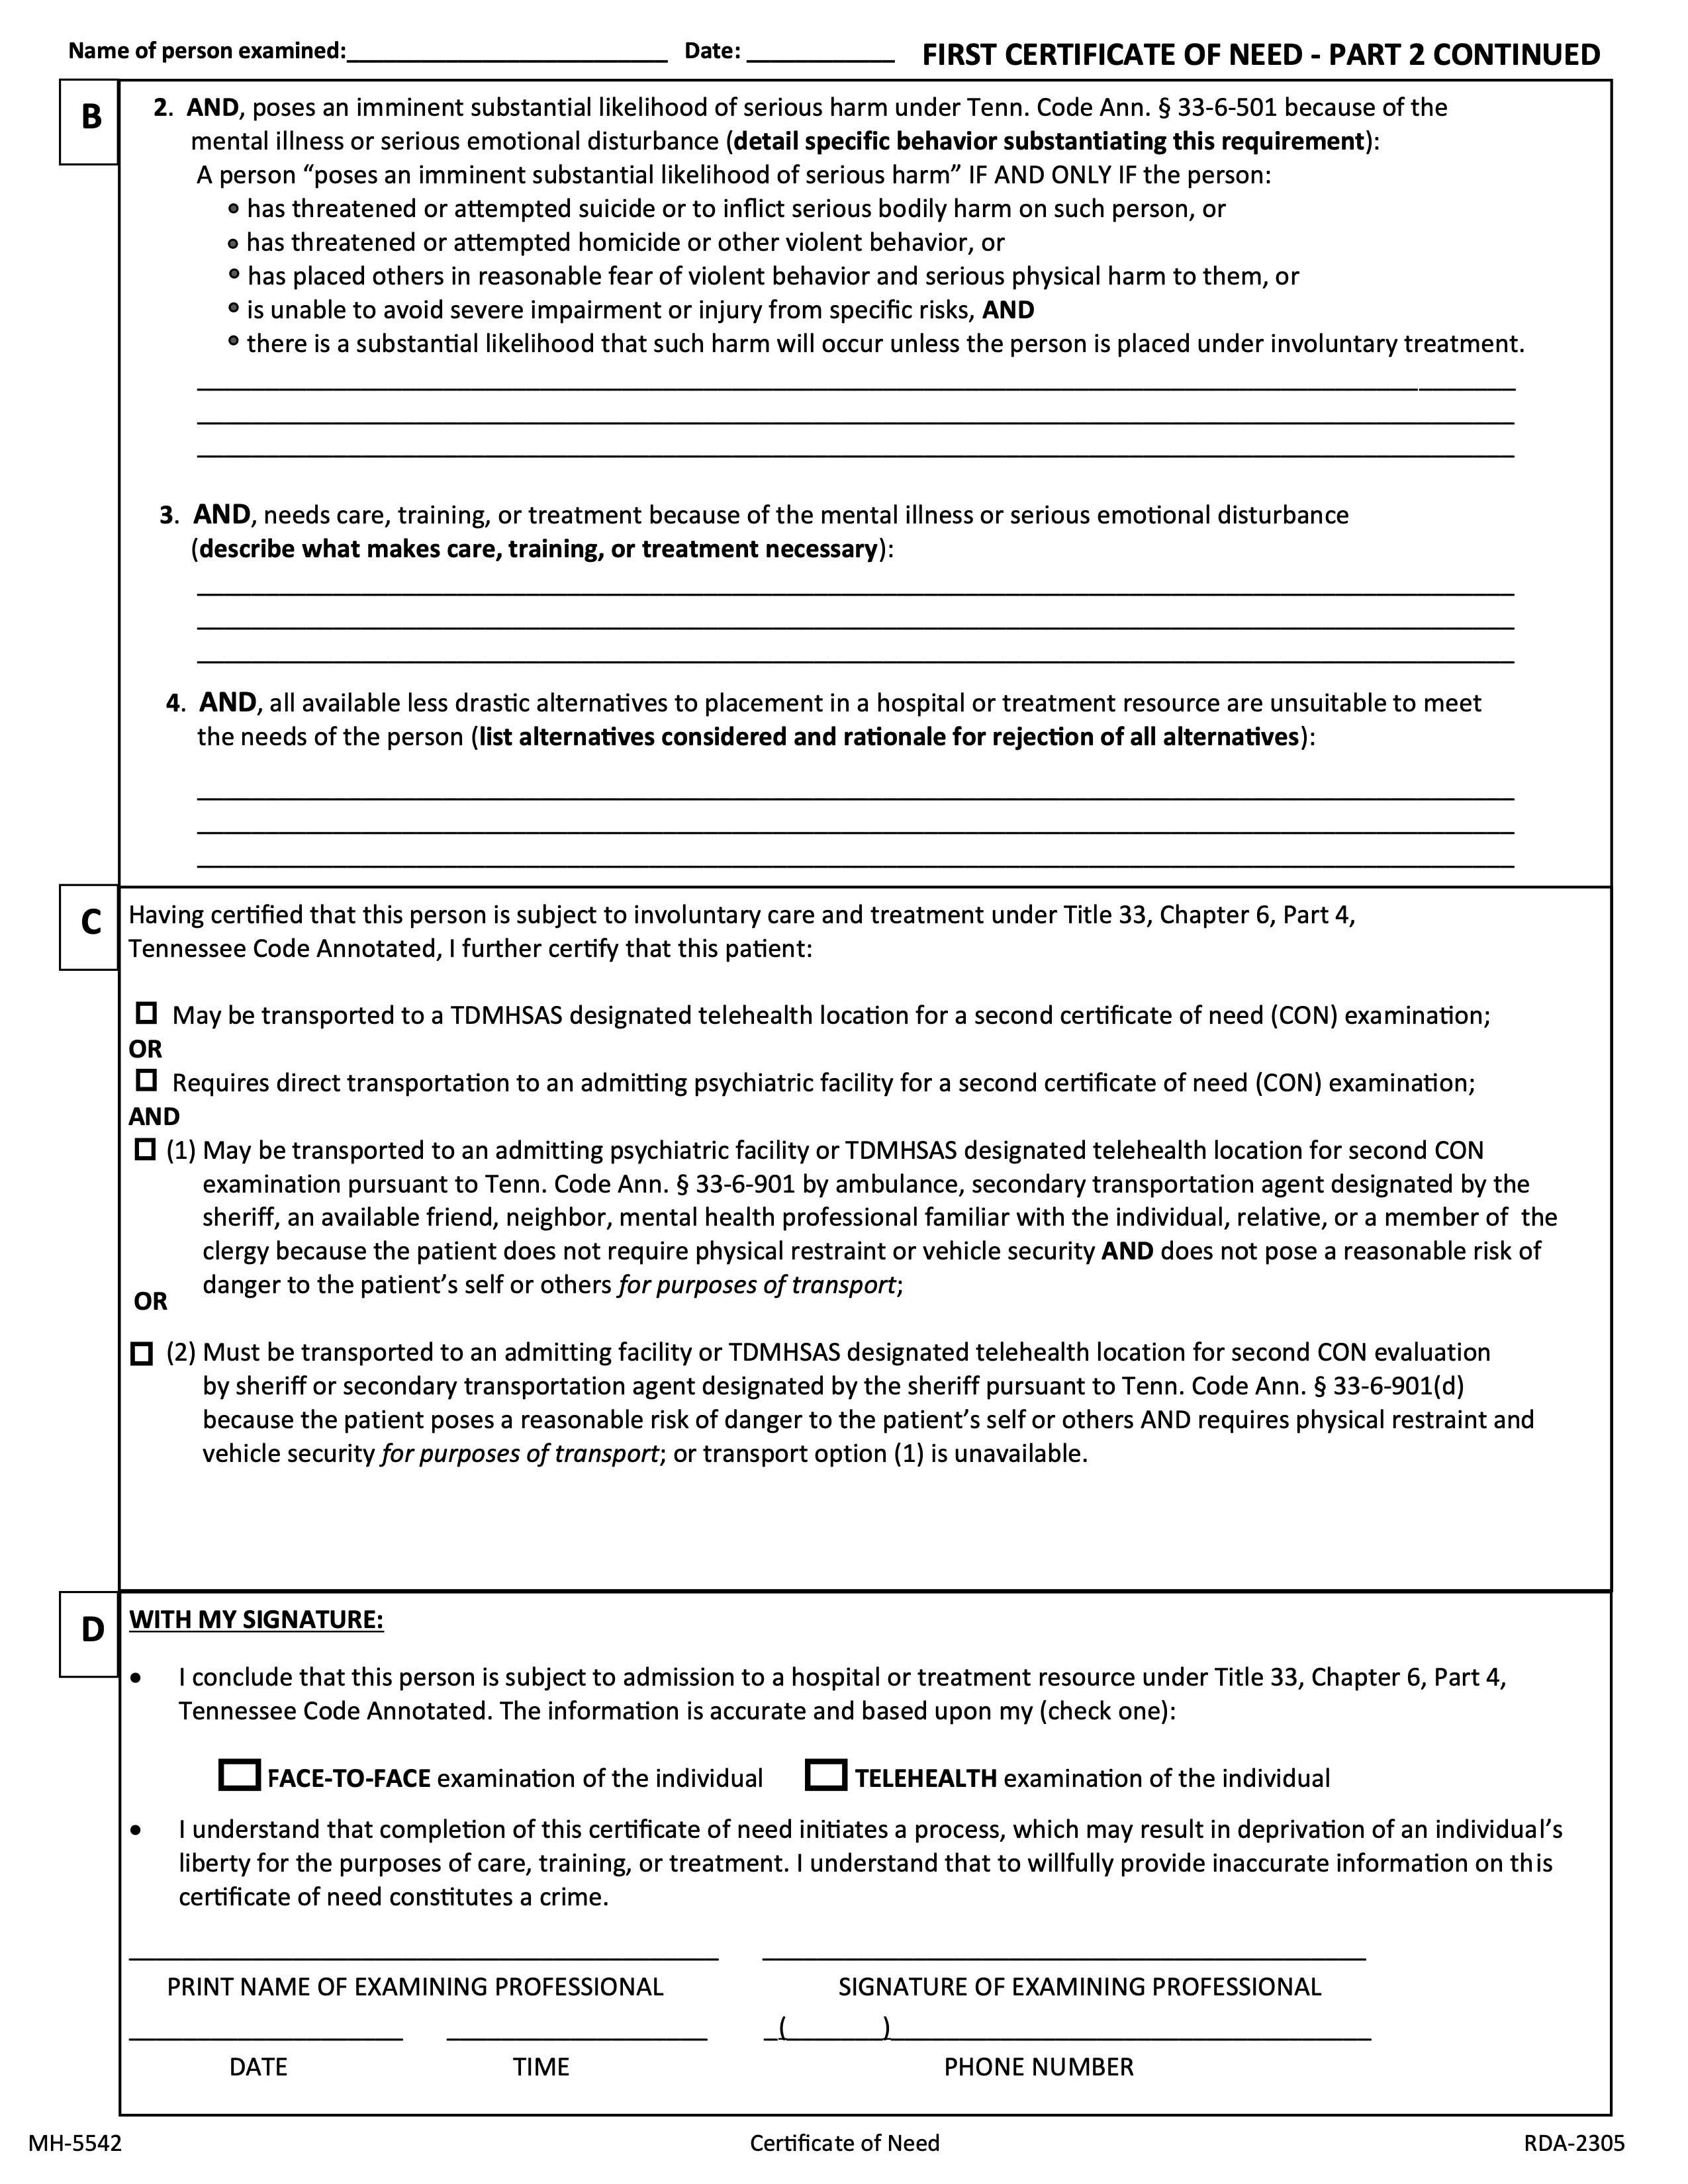 Name of person examined:________________________ Date: ___________ FIRST CERTIFICATE OF NEED - PART 2 CONTINUED
B
2. AND, poses an imminent substantial likelihood of serious harm under Tenn. Code Ann. § 33-6-501 because of the
mental illness or serious emotional disturbance (detail specific behavior substantiating this requirement):
A person “poses an imminent substantial likelihood of serious harm” IF AND ONLY IF the person:
• has threatened or attempted suicide or to inflict serious bodily harm on such person, or
• has threatened or attempted homicide or other violent behavior, or
• has placed others in reasonable fear of violent behavior and serious physical harm to them, or
• is unable to avoid severe impairment or injury from specific risks, AND
• there is a substantial likelihood that such harm will occur unless the person is placed under involuntary treatment.
3. AND, needs care, training, or treatment because of the mental illness or serious emotional disturbance
(describe what makes care, training, or treatment necessary):
4. AND, all available less drastic alternatives to placement in a hospital or treatment resource are unsuitable to meet
the needs of the person (list alternatives considered and rationale for rejection of all alternatives):
C
Having certified that this person is subject to involuntary care and treatment under Title 33, Chapter 6, Part 4,
Tennessee Code Annotated, I further certify that this patient:
☐ May be transported to a TDMHSAS designated telehealth location for a second certificate of need (CON) examination;
OR
☐ Requires direct transportation to an admitting psychiatric facility for a second certificate of need (CON) examination;
AND
☐ (1) May be transported to an admitting psychiatric facility or TDMHSAS designated telehealth location for second CON
examination pursuant to Tenn. Code Ann. § 33-6-901 by ambulance, secondary transportation agent designated by the
sheriff, an available friend, neighbor, mental health professional familiar with the individual, relative, or a member of the
clergy because the patient does not require physical restraint or vehicle security AND does not pose a reasonable risk of
danger to the patient’s self or others for purposes of transport;
OR
☐ (2) Must be transported to an admitting facility or TDMHSAS designated telehealth location for second CON evaluation
by sheriff or secondary transportation agent designated by the sheriff pursuant to Tenn. Code Ann. § 33-6-901(d)
because the patient poses a reasonable risk of danger to the patient’s self or others AND requires physical restraint and
vehicle security for purposes of transport; or transport option (1) is unavailable.
D
WITH MY SIGNATURE:
• I conclude that this person is subject to admission to a hospital or treatment resource under Title 33, Chapter 6, Part 4,
Tennessee Code Annotated. The information is accurate and based upon my (check one):
☐ FACE-TO-FACE examination of the individual ☐ TELEHEALTH examination of the individual
• I understand that completion of this certificate of need initiates a process, which may result in deprivation of an individual’s
liberty for the purposes of care, training, or treatment. I understand that to willfully provide inaccurate information on this
certificate of need constitutes a crime.
PRINT NAME OF EXAMINING PROFESSIONAL SIGNATURE OF EXAMINING PROFESSIONAL
_(_______)____________________
DATE TIME PHONE NUMBER
MH-5542 Certificate of Need RDA-2305